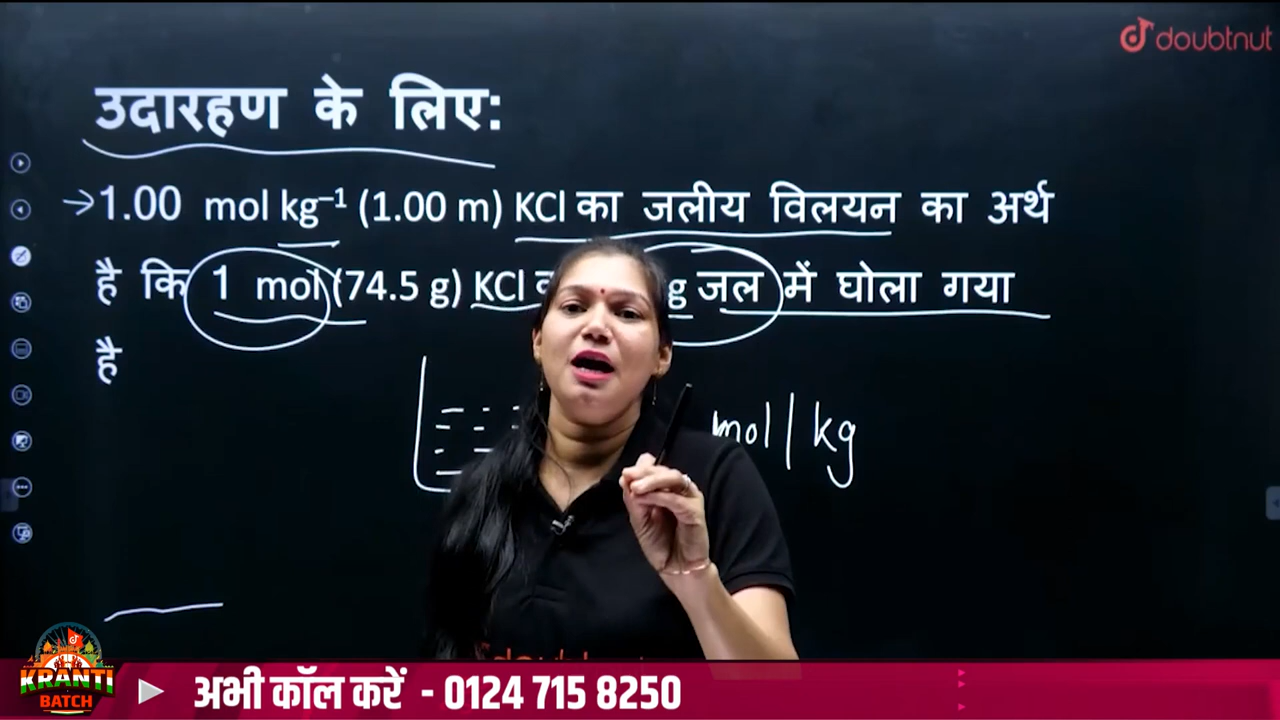 doubtnut
उदारहण के लिए:
→1.00 mol kg⁻¹ (1.00 m) KCl का जलीय विलयन का अर्थ
है कि 1 mol (74.5 g) KCl g जल में घोला गया
है
mol | kg
KRANTI
BATCH
अभी कॉल करें - 0124 715 8250